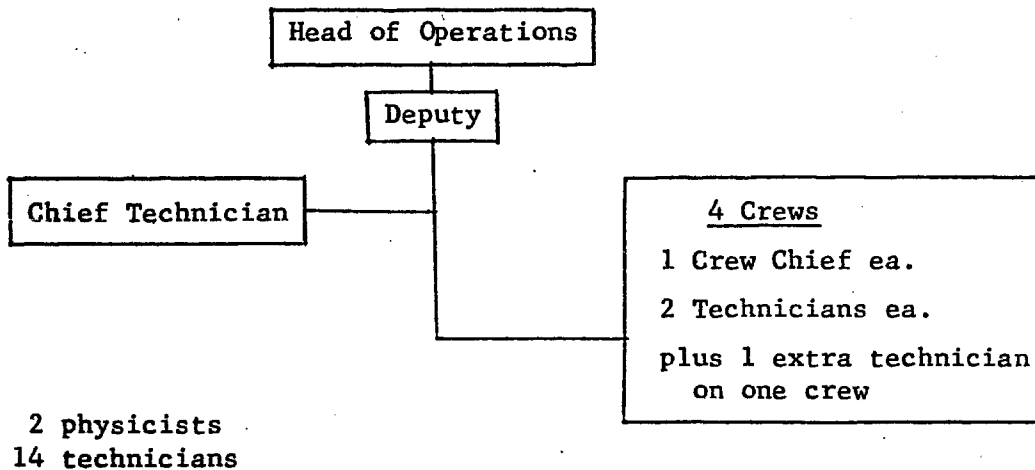 Head of Operations
Deputy
Chief Technician
4 Crews
1 Crew Chief ea.
2 Technicians ea.
plus 1 extra technician
on one crew
2 physicists
14 technicians